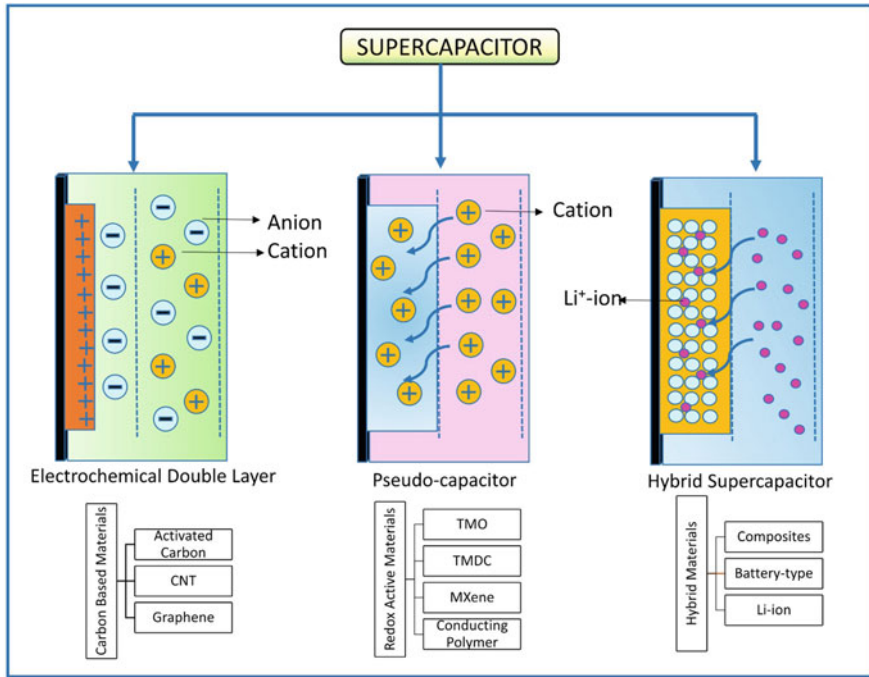 SUPERCAPACITOR
Anion
Cation
Cation
Li⁺-ion
Electrochemical Double Layer
Pseudo-capacitor
Hybrid Supercapacitor
Carbon Based Materials
Activated
Carbon
CNT
Graphene
Redox Active Materials
TMO
TMDC
MXene
Conducting
Polymer
Hybrid Materials
Composites
Battery-type
Li-ion